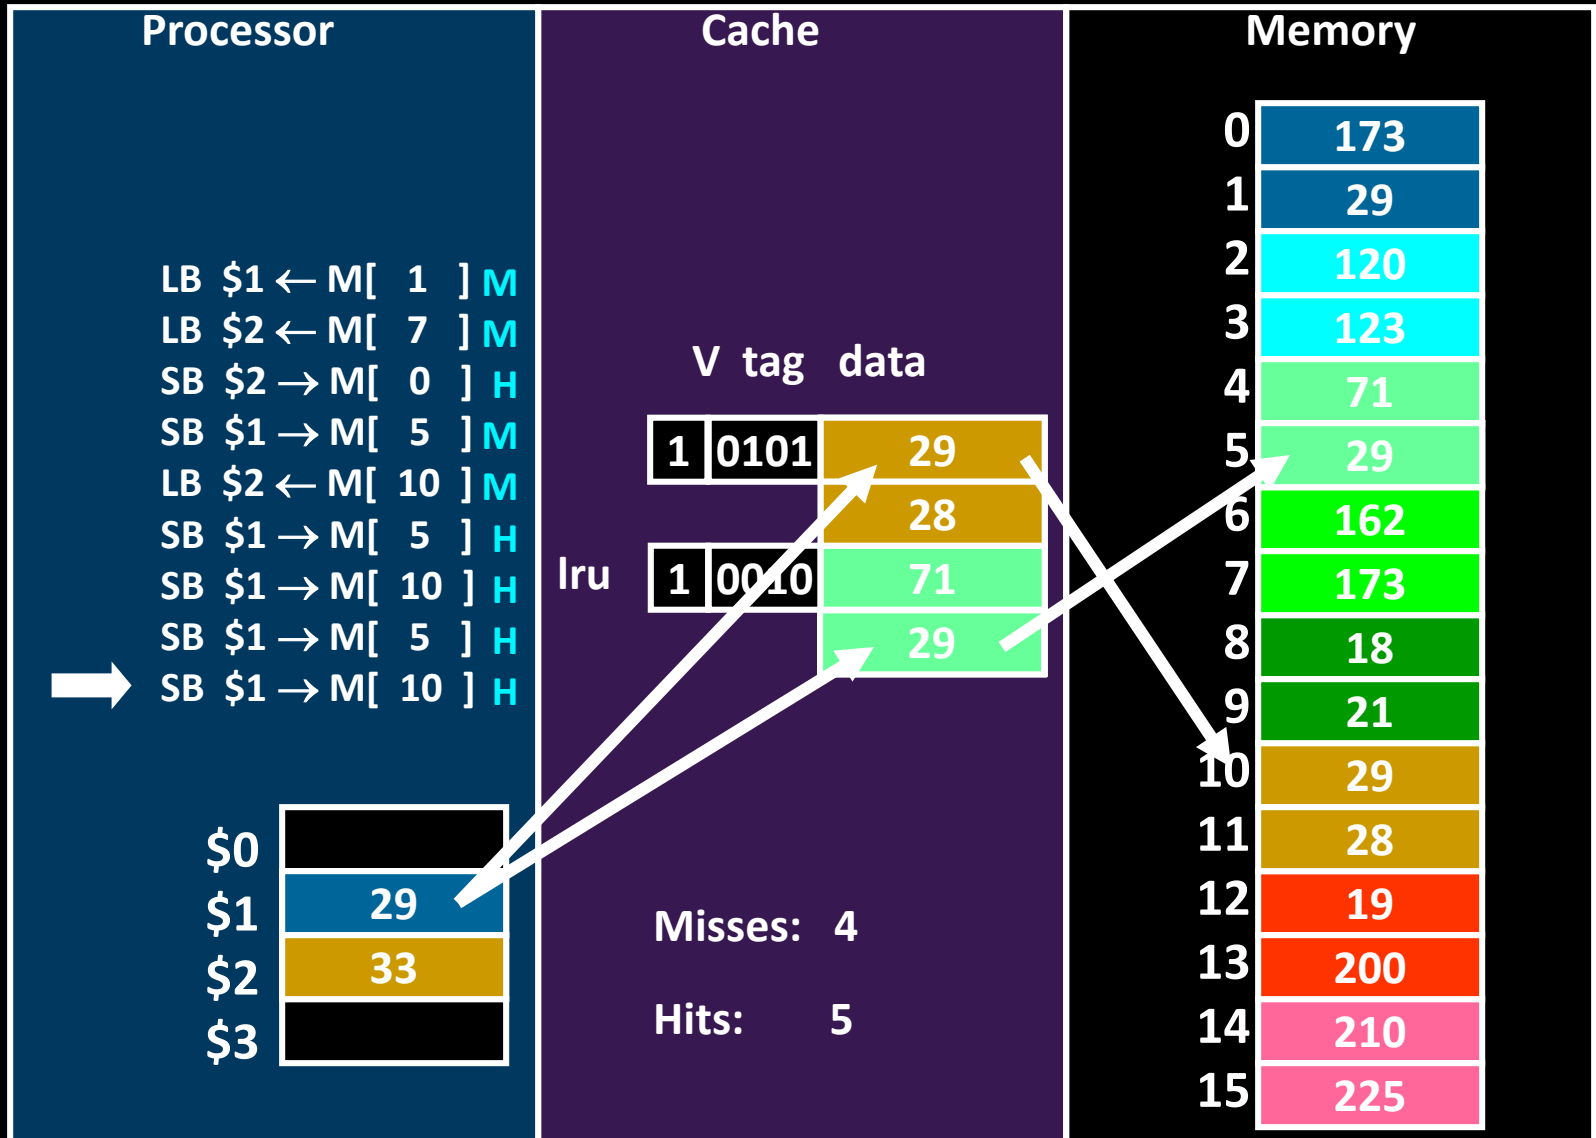 Processor
LB $1 ← M[ 1 ] M
LB $2 ← M[ 7 ] M
SB $2 → M[ 0 ] H
SB $1 → M[ 5 ] M
LB $2 ← M[ 10 ] M
SB $1 → M[ 5 ] H
SB $1 → M[ 10 ] H
SB $1 → M[ 5 ] H
SB $1 → M[ 10 ] H
$0
$1 29
$2 33
$3
Cache
V tag data
1 0101 29
28
lru 1 0010 71
29
Misses: 4
Hits: 5
Memory
0 173
1 29
2 120
3 123
4 71
5 29
6 162
7 173
8 18
9 21
10 29
11 28
12 19
13 200
14 210
15 225